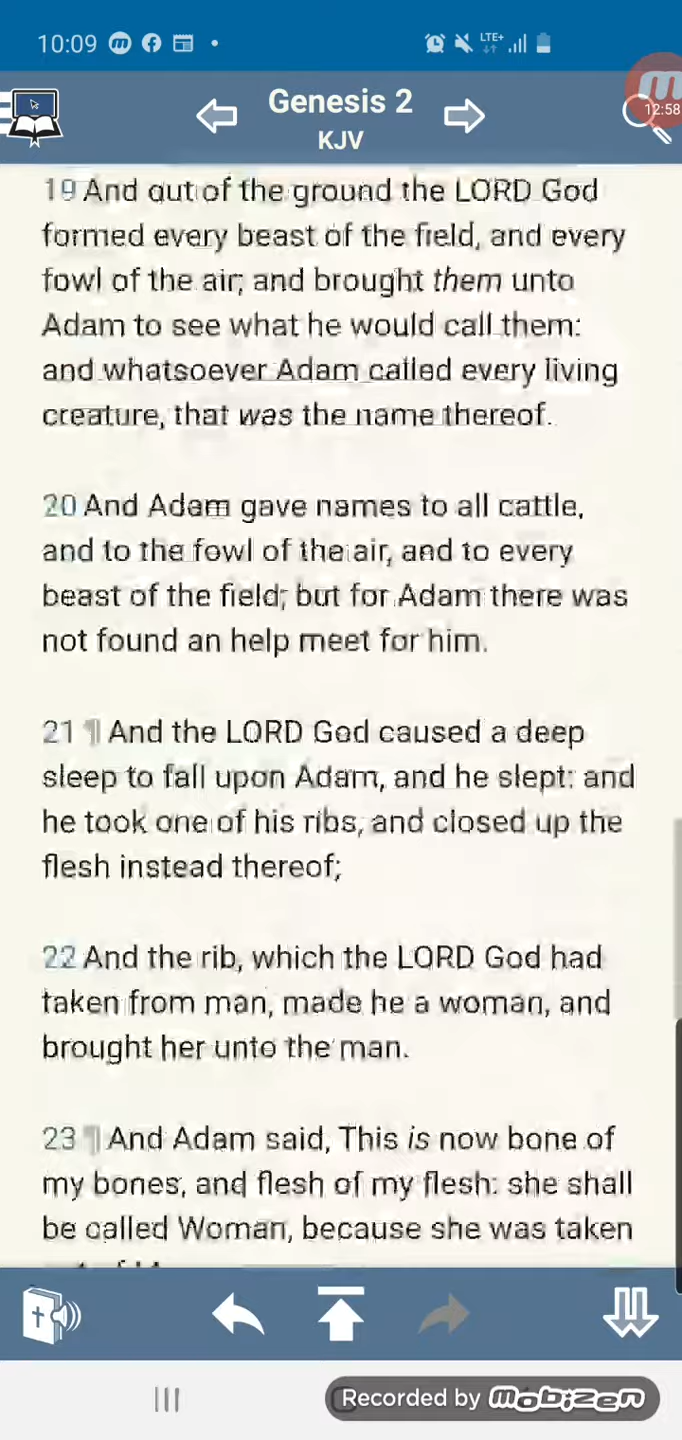 10:09
LTE+
Genesis 2
KJV
12:58
19 And out of the ground the LORD God
formed every beast of the field, and every
fowl of the air; and brought them unto
Adam to see what he would call them:
and whatsoever Adam called every living
creature, that was the name thereof.
20 And Adam gave names to all cattle,
and to the fowl of the air, and to every
beast of the field; but for Adam there was
not found an help meet for him.
21 ¶ And the LORD God caused a deep
sleep to fall upon Adam, and he slept: and
he took one of his ribs, and closed up the
flesh instead thereof;
22 And the rib, which the LORD God had
taken from man, made he a woman, and
brought her unto the man.
23 ¶ And Adam said, This is now bone of
my bones, and flesh of my flesh: she shall
be called Woman, because she was taken
Recorded by mobizen